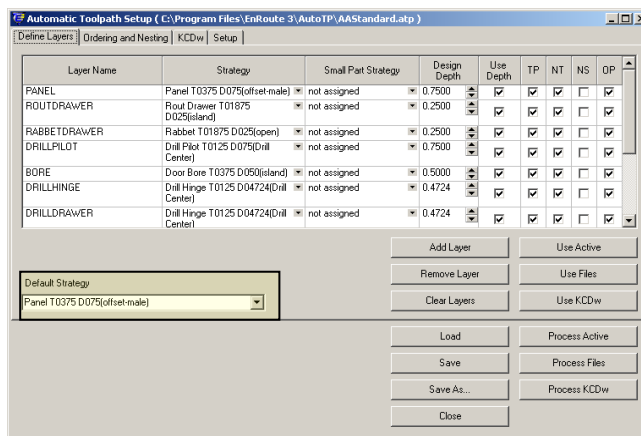 Automatic Toolpath Setup ( C:\Program Files\EnRoute 3\AutoTP\AAStandard.atp )
Define Layers Ordering and Nesting KCDw Setup
Layer Name Strategy Small Part Strategy Design Depth Use Depth TP NT NS OP
PANEL Panel T0375 D075(offset-male) not assigned 0.7500
ROUTDRAWER Rout Drawer T01875 D025(island) not assigned 0.2500
RABBETDRAWER Rabbet T01875 D025(open) not assigned 0.2500
DRILLPILOT Drill Pilot T0125 D075(Drill Center) not assigned 0.7500
BORE Door Bore T0375 D050(island) not assigned 0.5000
DRILLHINGE Drill Hinge T0125 D04724(Drill Center) not assigned 0.4724
DRILLDRAWER Drill Hinge T0125 D04724(Drill Center) not assigned 0.4724
Add Layer Use Active
Remove Layer Use Files
Default Strategy
Panel T0375 D075(offset-male)
Clear Layers Use KCDw
Load Process Active
Save Process Files
Save As... Process KCDw
Close